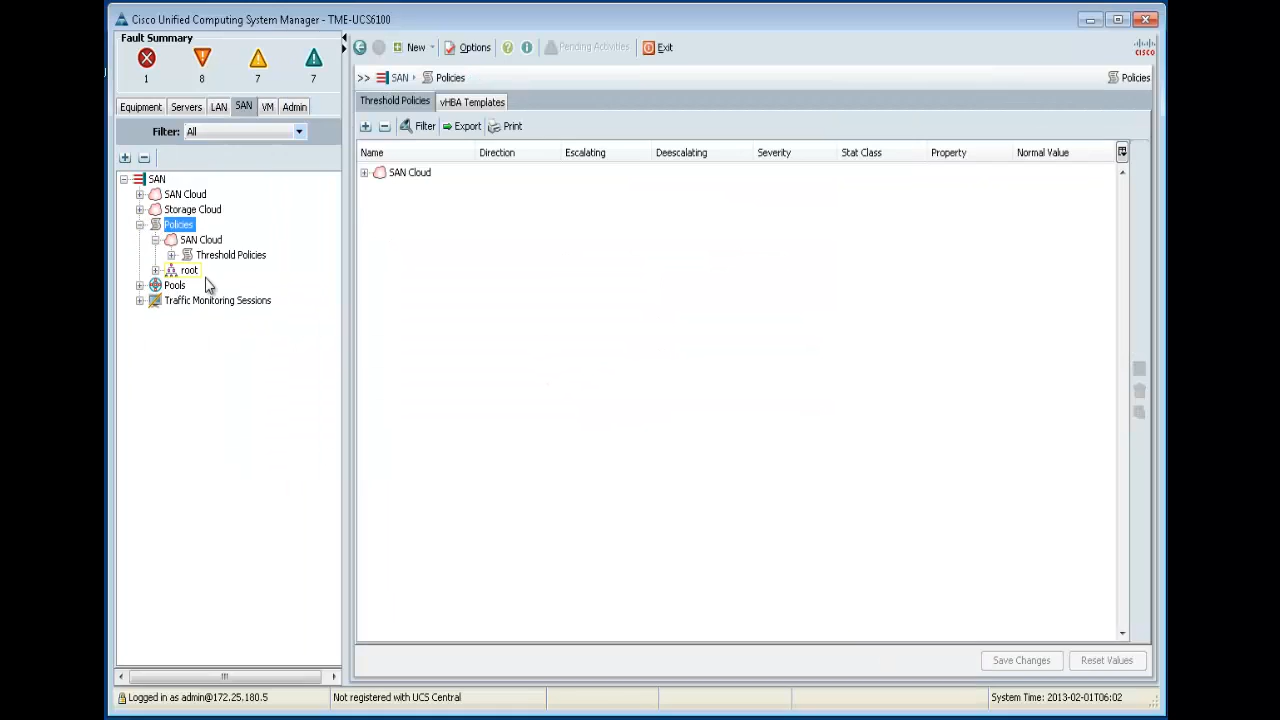 Cisco Unified Computing System Manager - TME-UCS6100
Fault Summary
1 8 7 7
New Options Pending Activities Exit
CISCO
>> SAN Policies
Policies
Equipment Servers LAN SAN VM Admin
Filter: All
Threshold Policies vHBA Templates
Filter Export Print
Name Direction Escalating Deescalating Severity Stat Class Property Normal Value
SAN Cloud
SAN
SAN Cloud
Storage Cloud
Policies
SAN Cloud
Threshold Policies
root
Pools
Traffic Monitoring Sessions
Save Changes Reset Values
Logged in as admin@172.25.180.5 Not registered with UCS Central System Time: 2013-02-01T06:02